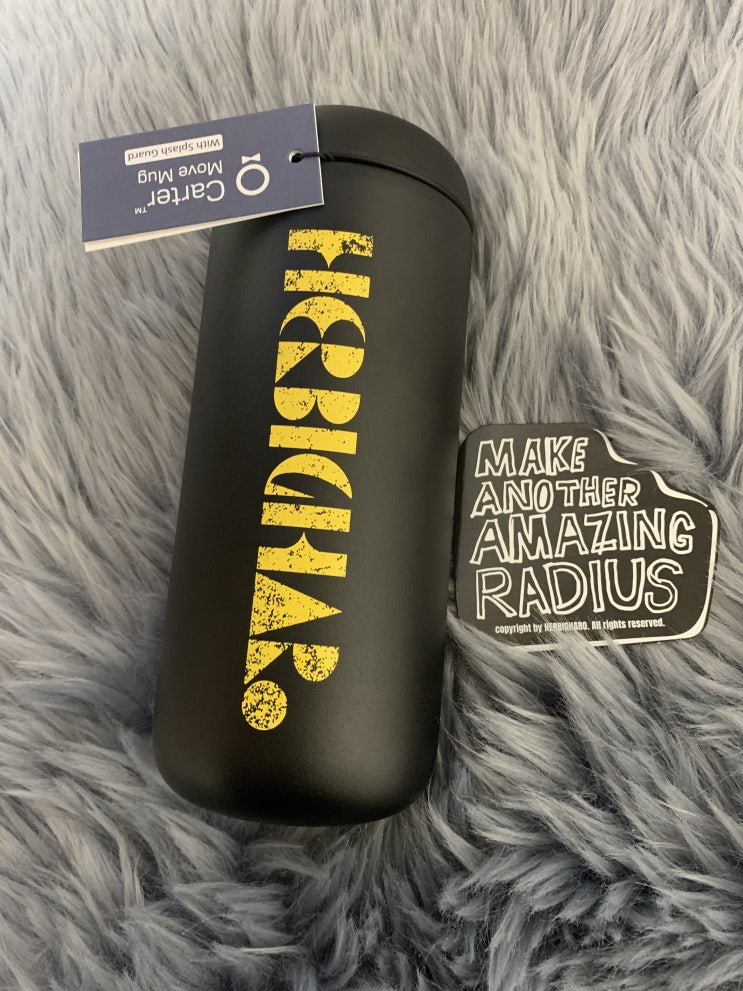 Carter™
Move Mug
With Splash Guard
HERBIGHARO
MAKE
ANOTHER
AMAZING
RADIUS
copyright by HERBIGHARO. All rights reserved.